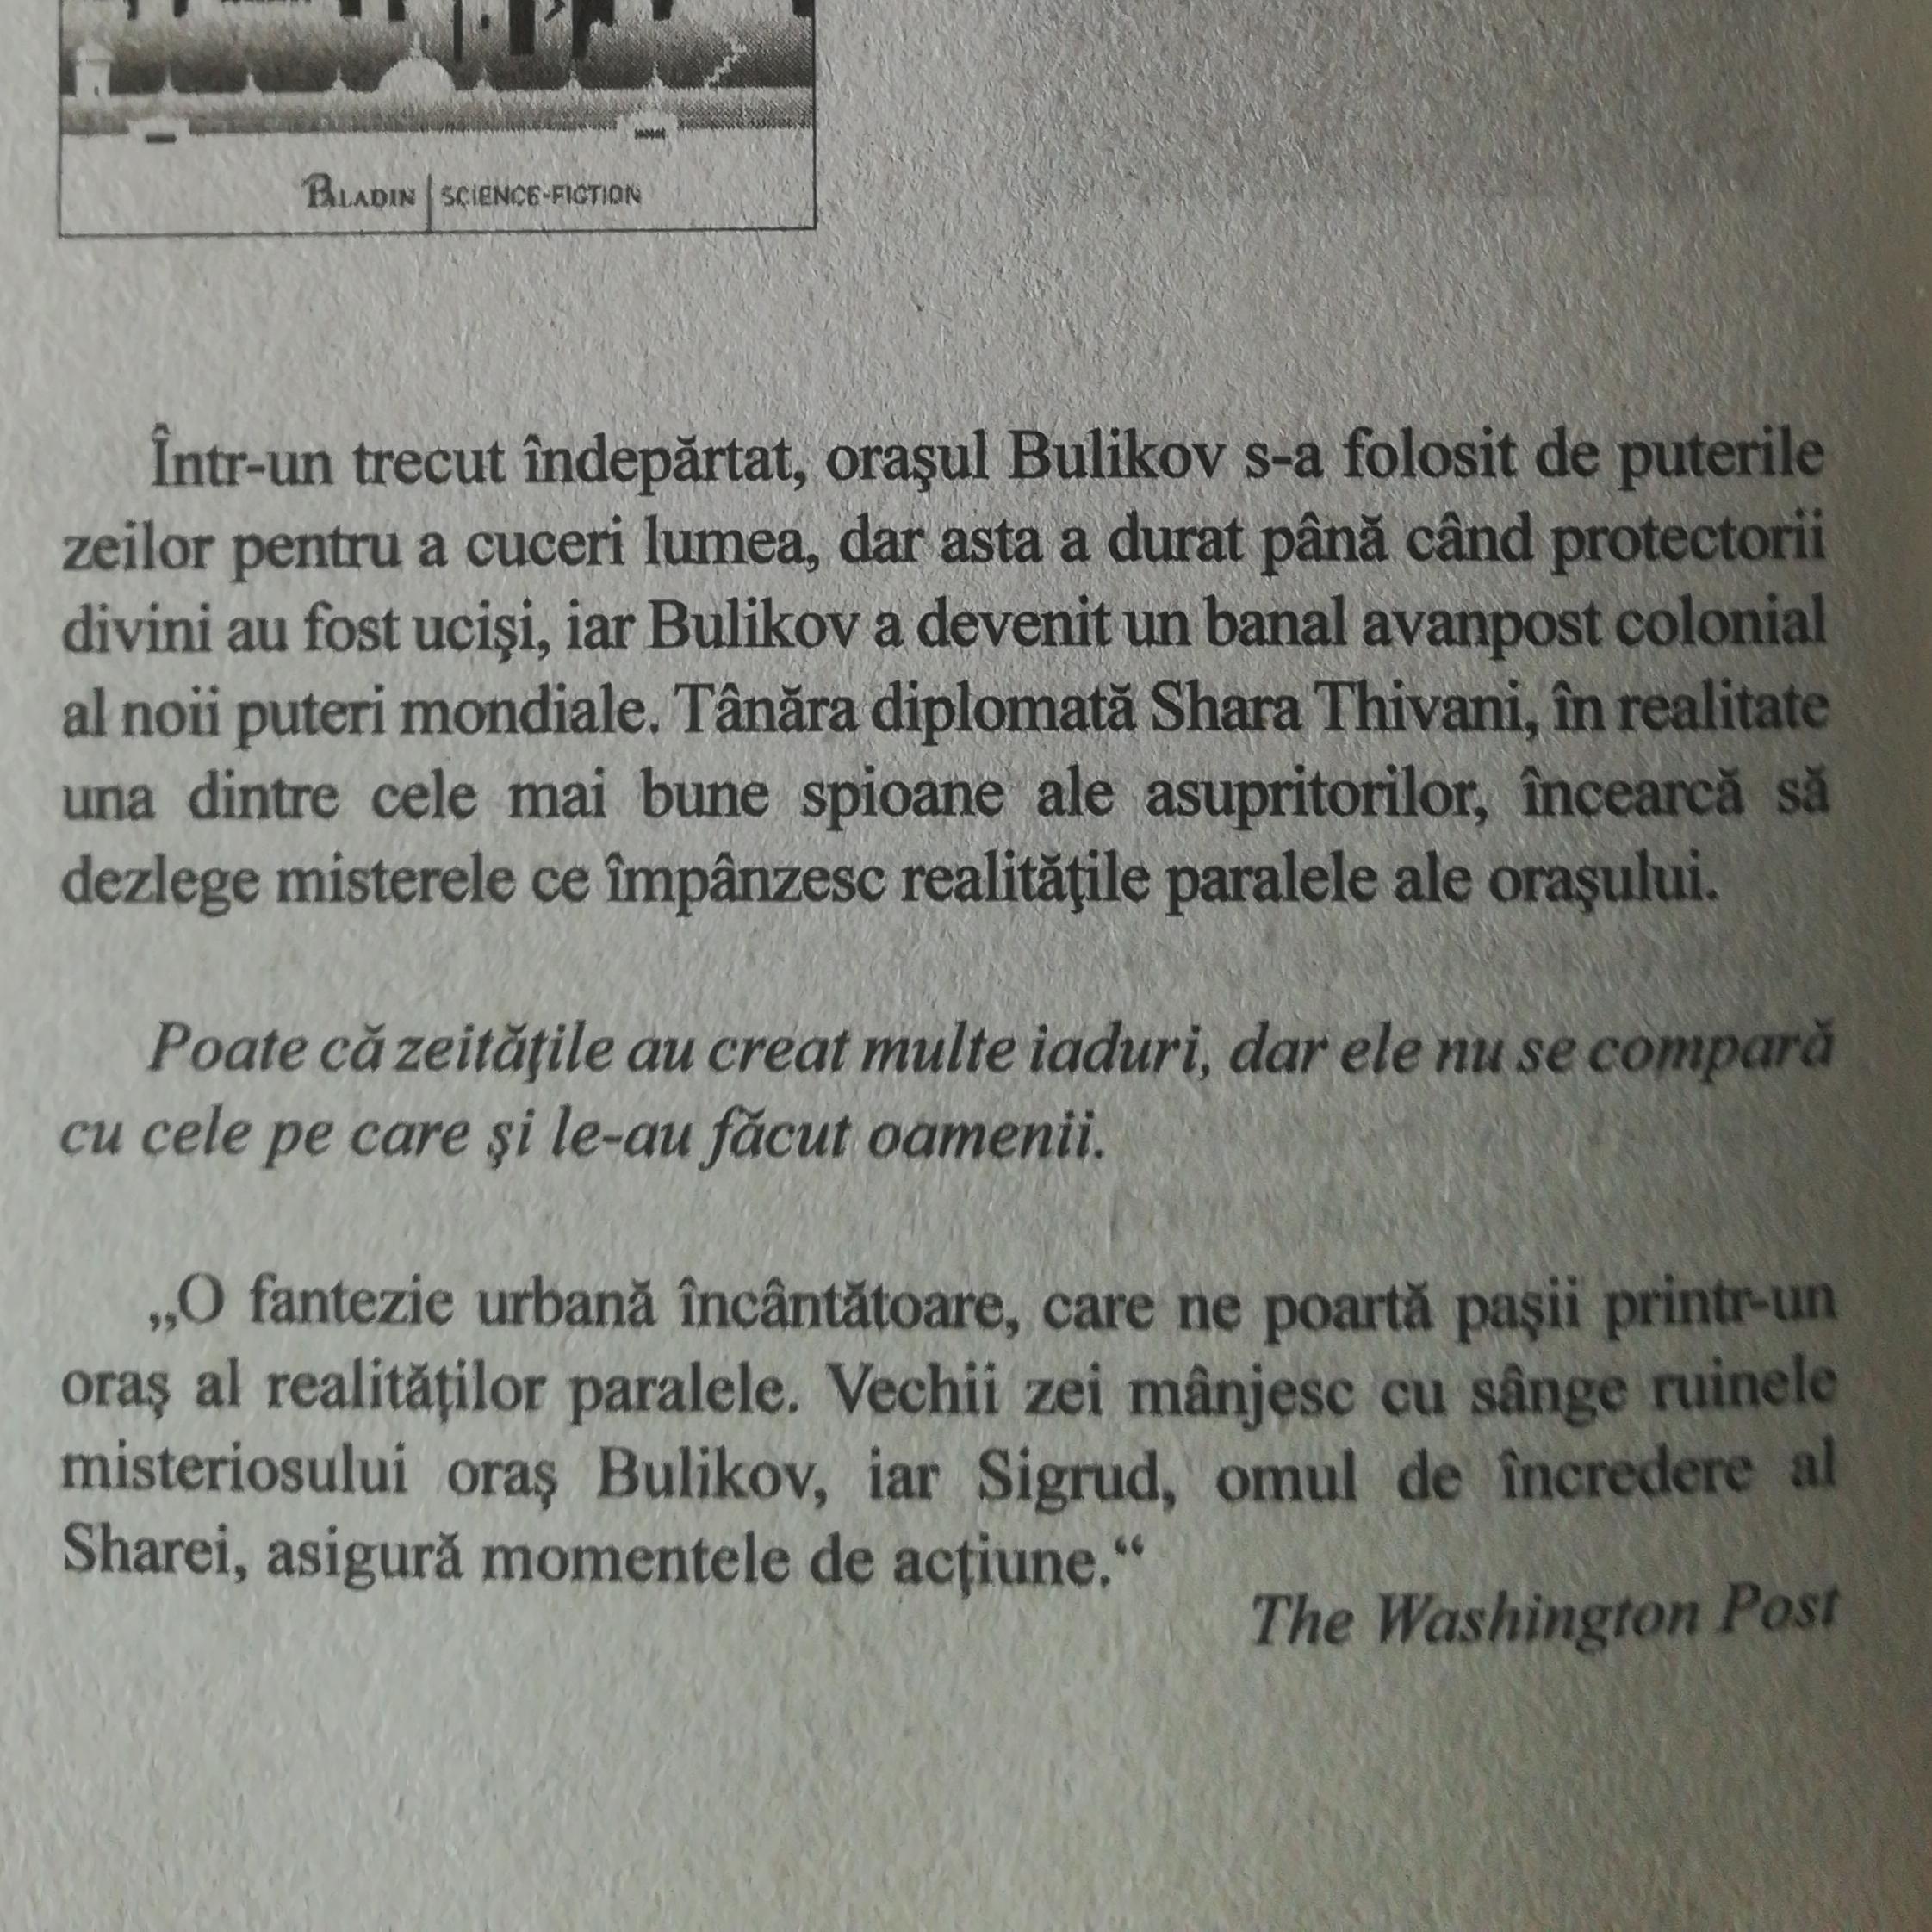 PALADIN | SCIENCE-FICTION
Într-un trecut îndepărtat, oraşul Bulikov s-a folosit de puterile
zeilor pentru a cuceri lumea, dar asta a durat până când protectorii
divini au fost ucişi, iar Bulikov a devenit un banal avanpost colonial
al noii puteri mondiale. Tânăra diplomată Shara Thivani, în realitate
una dintre cele mai bune spioane ale asupritorilor, încearcă să
dezlege misterele ce împânzesc realităţile paralele ale oraşului.
Poate că zeităţile au creat multe iaduri, dar ele nu se compară
cu cele pe care şi le-au făcut oamenii.
„O fantezie urbană încântătoare, care ne poartă paşii printr-un
oraş al realităţilor paralele. Vechii zei mânjesc cu sânge ruinele
misteriosului oraş Bulikov, iar Sigrud, omul de încredere al
Sharei, asigură momentele de acţiune.“
The Washington Post